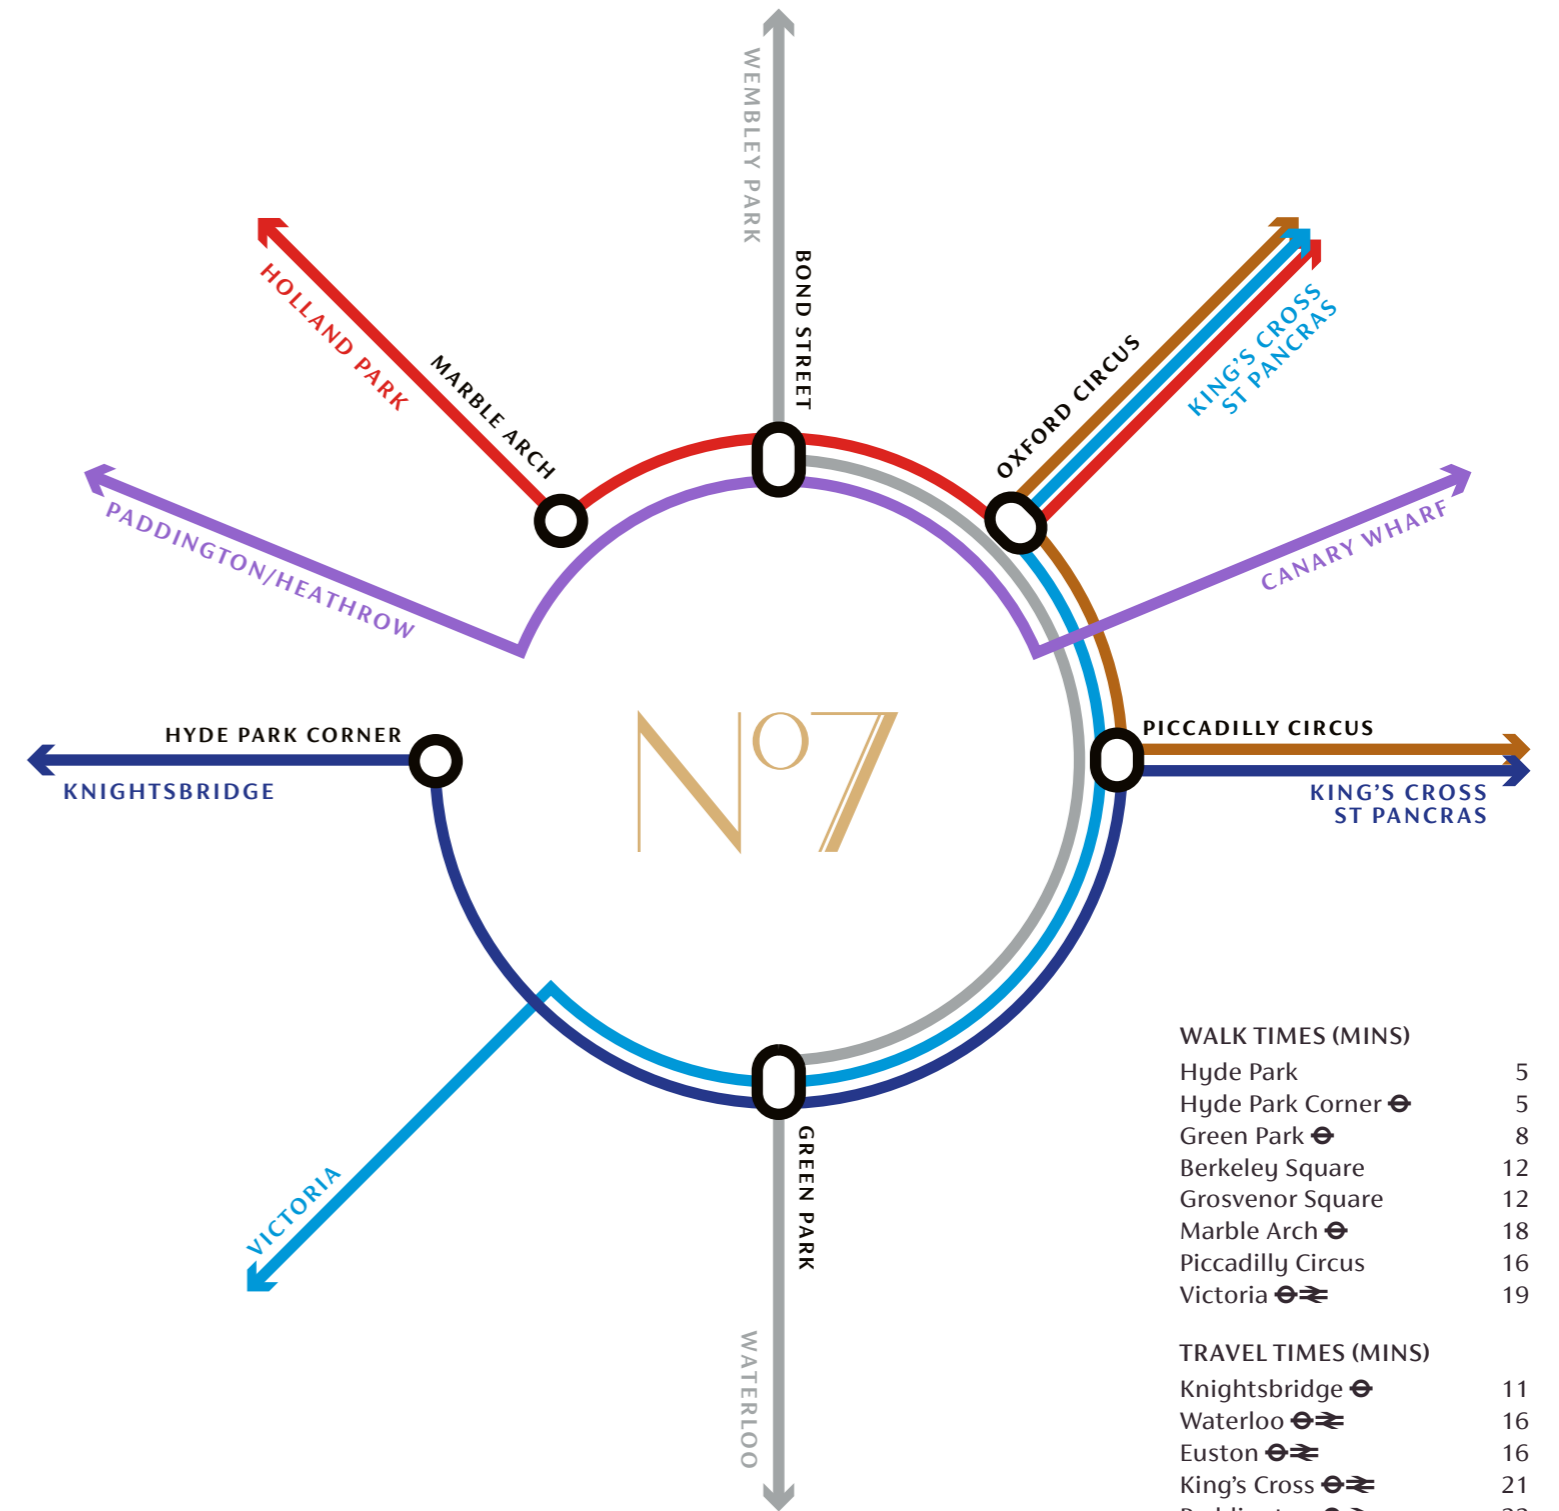 WEMBLEY PARK
BOND STREET
HOLLAND PARK
MARBLE ARCH
OXFORD CIRCUS
KING'S CROSS
ST PANCRAS
PADDINGTON/HEATHROW
CANARY WHARF
HYDE PARK CORNER
KNIGHTSBRIDGE
Nº7
PICCADILLY CIRCUS
KING'S CROSS
ST PANCRAS
VICTORIA
GREEN PARK
WATERLOO
WALK TIMES (MINS)
Hyde Park 5
Hyde Park Corner 5
Green Park 8
Berkeley Square 12
Grosvenor Square 12
Marble Arch 18
Piccadilly Circus 16
Victoria 19
TRAVEL TIMES (MINS)
Knightsbridge 11
Waterloo 16
Euston 16
King's Cross 21